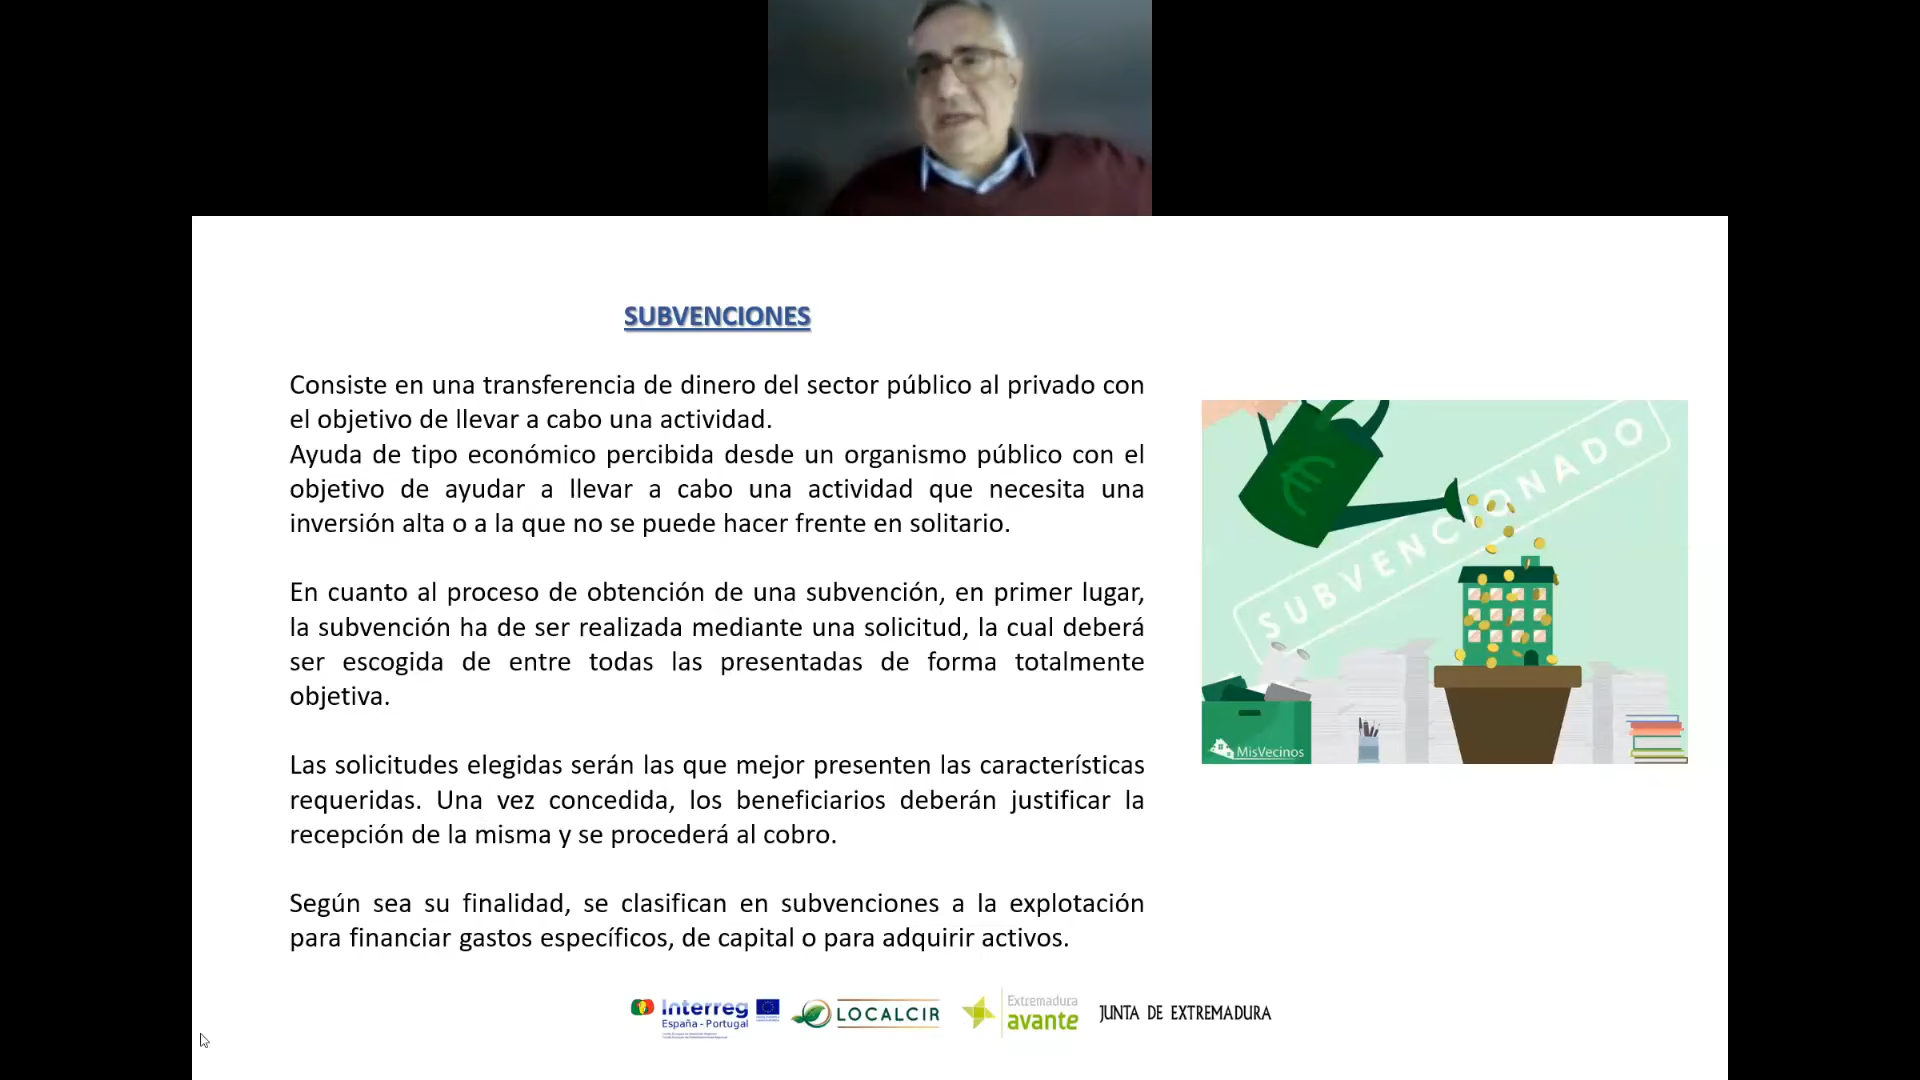 SUBVENCIONES
Consiste en una transferencia de dinero del sector público al privado con
el objetivo de llevar a cabo una actividad.
Ayuda de tipo económico percibida desde un organismo público con el
objetivo de ayudar a llevar a cabo una actividad que necesita una
inversión alta o a la que no se puede hacer frente en solitario.
En cuanto al proceso de obtención de una subvención, en primer lugar,
la subvención ha de ser realizada mediante una solicitud, la cual deberá
ser escogida de entre todas las presentadas de forma totalmente
objetiva.
Las solicitudes elegidas serán las que mejor presenten las características
requeridas. Una vez concedida, los beneficiarios deberán justificar la
recepción de la misma y se procederá al cobro.
Según sea su finalidad, se clasifican en subvenciones a la explotación
para financiar gastos específicos, de capital o para adquirir activos.
€
SUBVENCIONADO
MisVecinos
Interreg
España - Portugal
LOCALCIR
Extremadura
avante
JUNTA DE EXTREMADURA